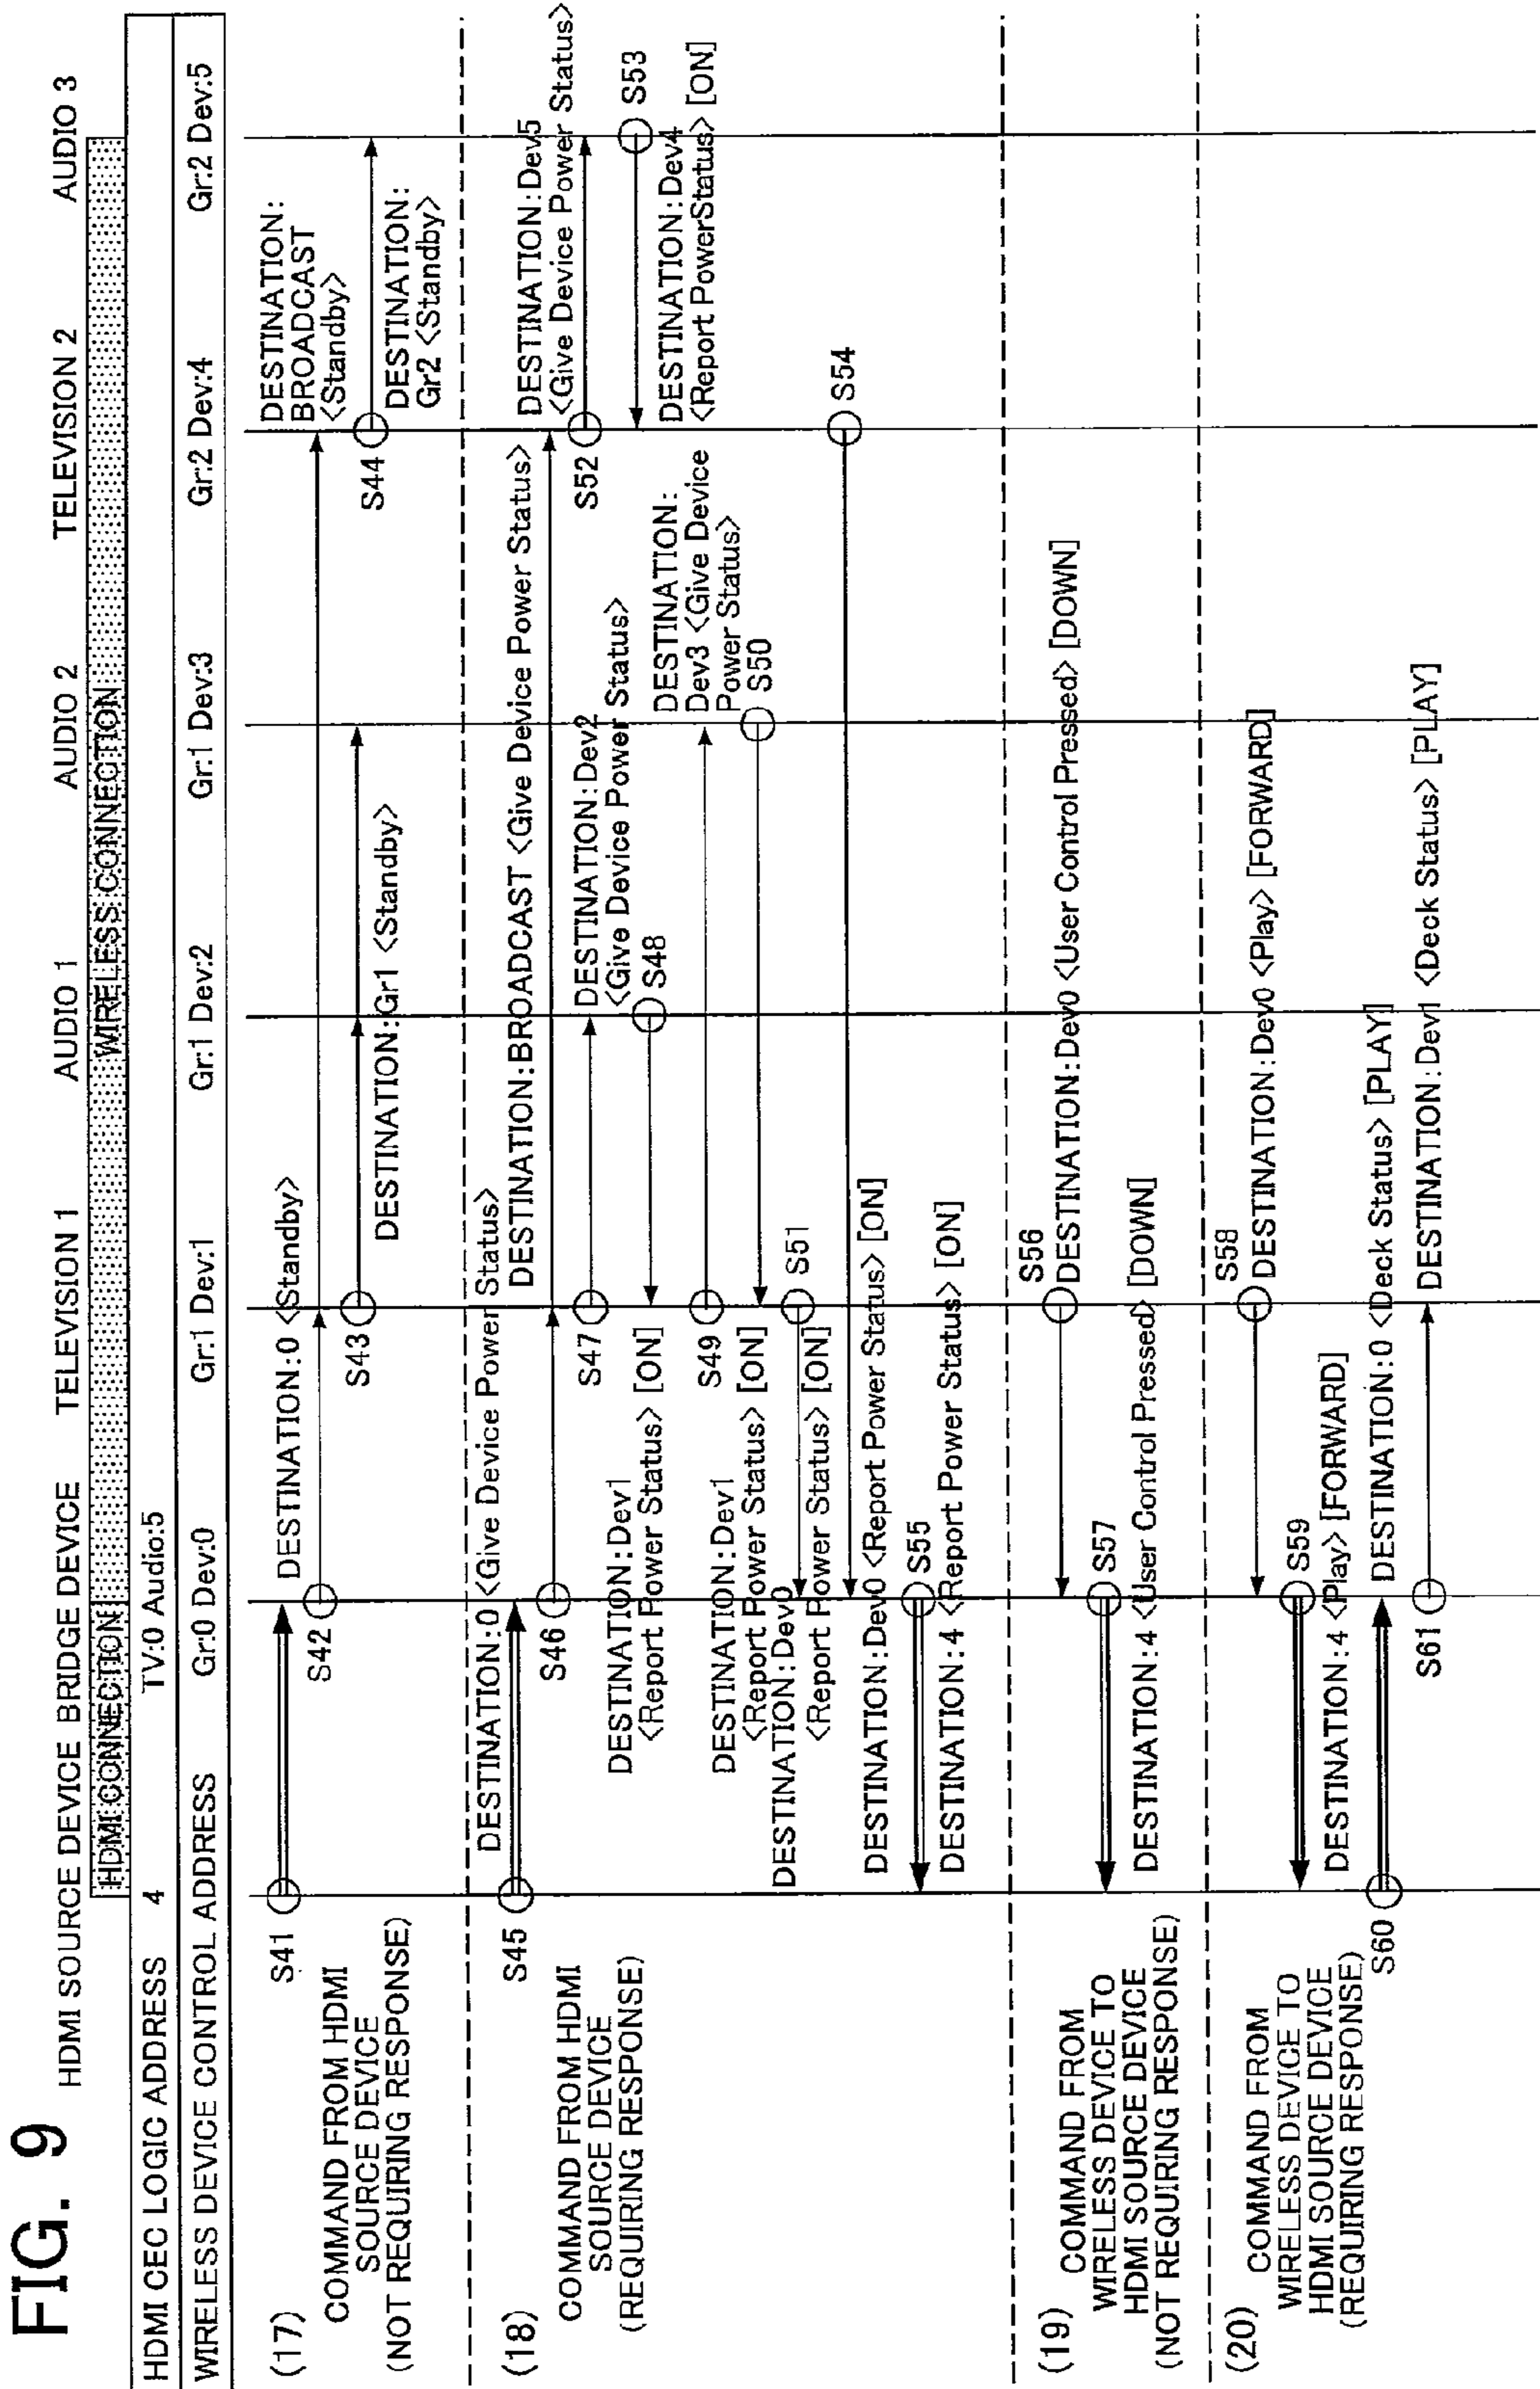 FIG. 9
HDMI SOURCE DEVICE
BRIDGE DEVICE
TELEVISION 1
AUDIO 1
AUDIO 2
TELEVISION 2
AUDIO 3
HDMI CONNECTION
WIRELESS CONNECTION
HDMI CEC LOGIC ADDRESS
4
TV:0 Audio:5
WIRELESS DEVICE CONTROL ADDRESS
Gr:0 Dev:0
Gr:1 Dev:1
Gr:1 Dev:2
Gr:1 Dev:3
Gr:2 Dev:4
Gr:2 Dev:5
(17)
COMMAND FROM HDMI
SOURCE DEVICE
(NOT REQUIRING RESPONSE)
S41
DESTINATION:0 <Standby>
S42
DESTINATION:
BROADCAST
<Standby>
S43
DESTINATION:Gr1 <Standby>
S44
DESTINATION:
Gr2 <Standby>
(18)
COMMAND FROM HDMI
SOURCE DEVICE
(REQUIRING RESPONSE)
S45
DESTINATION:0 <Give Device Power Status>
S46
DESTINATION:BROADCAST <Give Device Power Status>
S47
DESTINATION:Dev2
<Give Device Power Status>
S48
DESTINATION:Dev1
<Report Power Status> [ON]
S49
DESTINATION:
Dev3 <Give Device
Power Status>
S50
DESTINATION:Dev1
<Report Power Status> [ON]
S51
DESTINATION:Dev0
<Report Power Status> [ON]
S52
DESTINATION:Dev5
<Give Device Power Status>
S53
DESTINATION:Dev4
<Report PowerStatus> [ON]
S54
DESTINATION:Dev0 <Report Power Status> [ON]
S55
DESTINATION:4 <Report Power Status> [ON]
(19)
COMMAND FROM
WIRELESS DEVICE TO
HDMI SOURCE DEVICE
(NOT REQUIRING RESPONSE)
S56
DESTINATION:Dev0 <User Control Pressed> [DOWN]
S57
DESTINATION:4 <User Control Pressed> [DOWN]
(20)
COMMAND FROM
WIRELESS DEVICE TO
HDMI SOURCE DEVICE
(REQUIRING RESPONSE)
S58
DESTINATION:Dev0 <Play> [FORWARD]
S59
DESTINATION:4 <Play> [FORWARD]
S60
DESTINATION:0 <Deck Status> [PLAY]
S61
DESTINATION:Dev1 <Deck Status> [PLAY]